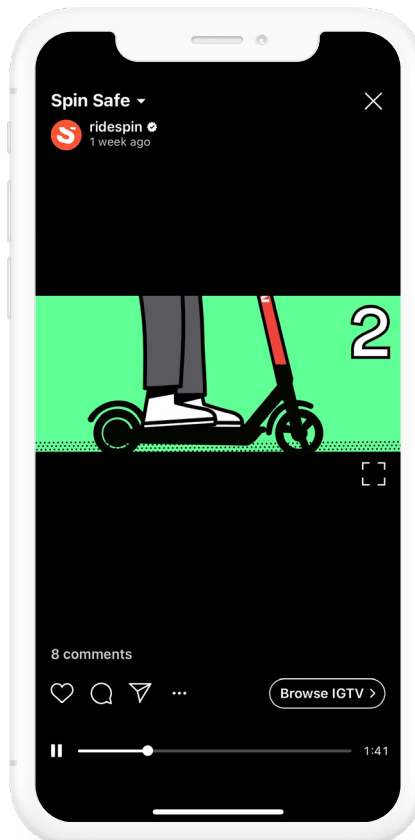 Spin Safe
ridespin
1 week ago
2
8 comments
Browse IGTV >
1:41